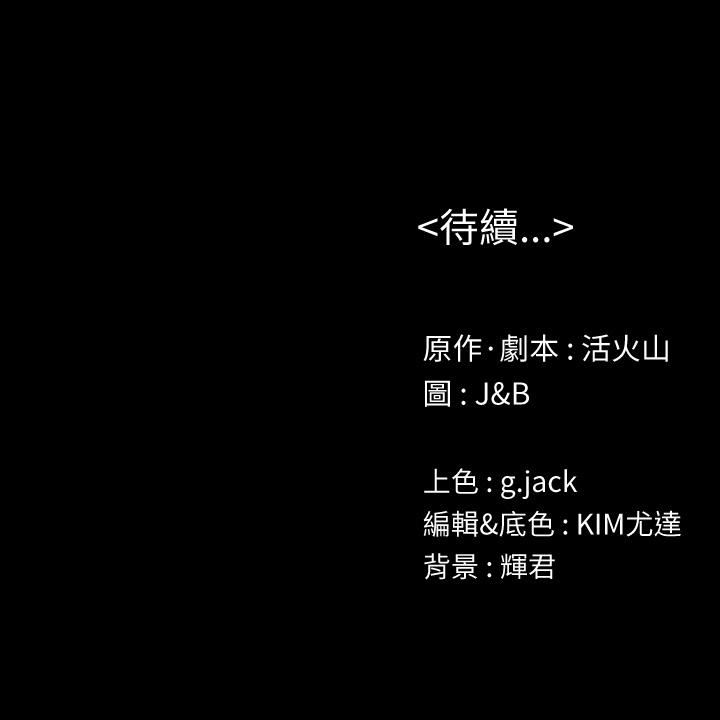 <待續...>
原作·劇本 : 活火山
圖 : J&B
上色 : g.jack
編輯&底色 : KIM尤達
背景 : 輝君